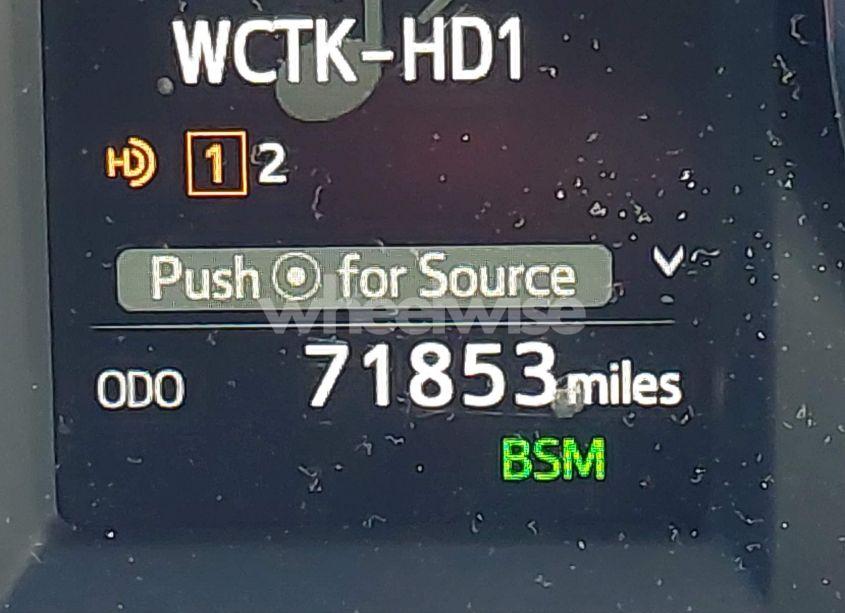 WCTK-HD1
HD 1 2
Push for Source
wheelwise
ODO 71853 miles
BSM